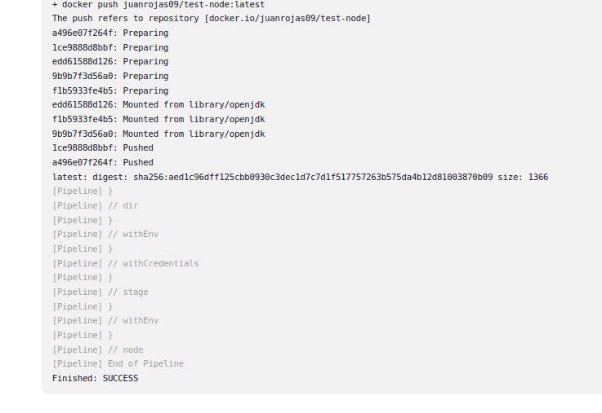 + docker push juanrojas09/test-node:latest
The push refers to repository [docker.io/juanrojas09/test-node]
a496e07f264f: Preparing
1ce9888d8bbf: Preparing
edd61588d126: Preparing
9b9b7f3d56a0: Preparing
f1b5933fe4b5: Preparing
edd61588d126: Mounted from library/openjdk
f1b5933fe4b5: Mounted from library/openjdk
9b9b7f3d56a0: Mounted from library/openjdk
1ce9888d8bbf: Pushed
a496e07f264f: Pushed
latest: digest: sha256:aed1c96dff125cbb0930c3dec1d7c7d1f517757263b575da4b12d81003870b09 size: 1366
[Pipeline] }
[Pipeline] // dir
[Pipeline] }
[Pipeline] // withEnv
[Pipeline] }
[Pipeline] // withCredentials
[Pipeline] }
[Pipeline] // stage
[Pipeline] }
[Pipeline] // withEnv
[Pipeline] }
[Pipeline] // node
[Pipeline] End of Pipeline
Finished: SUCCESS